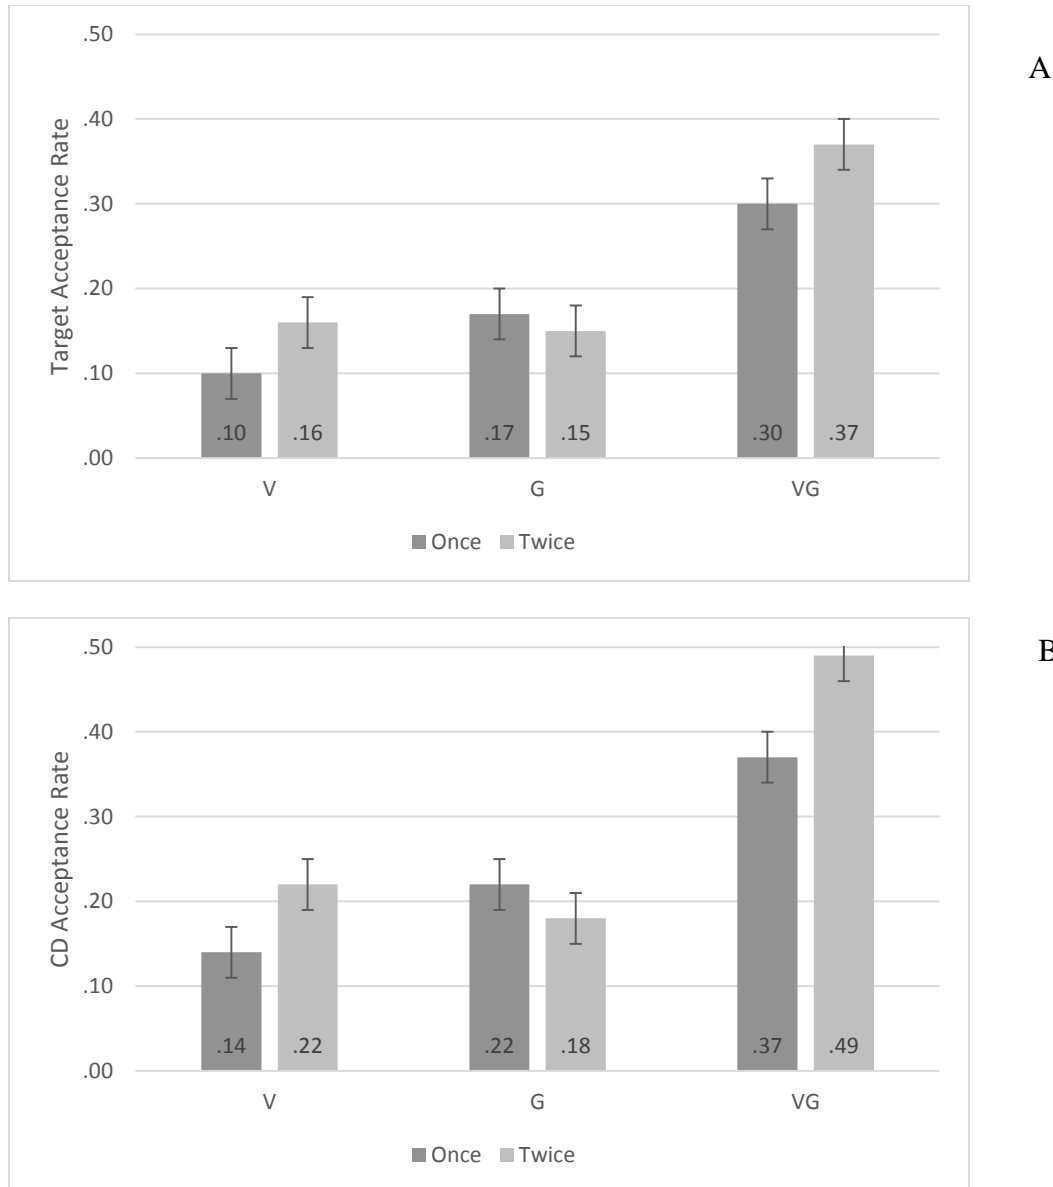 A
.50
.40
.30
.20
.10
.00
Target Acceptance Rate
.10 .16 .17 .15 .30 .37
V G VG
Once Twice
B
.50
.40
.30
.20
.10
.00
CD Acceptance Rate
.14 .22 .22 .18 .37 .49
V G VG
Once Twice